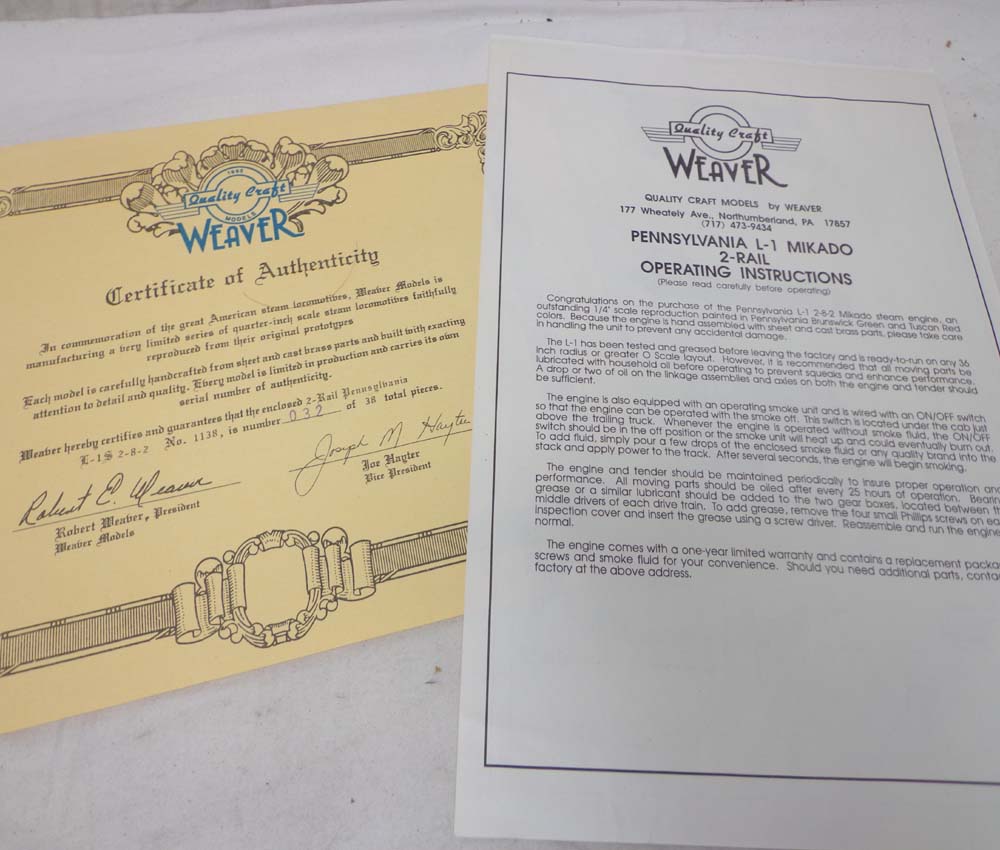 1995
Quality Craft
MODELS
WEAVER
Certificate of Authenticity
In commemoration of the great American steam locomotives, Weaver Models is
manufacturing a very limited series of quarter-inch scale steam locomotives faithfully
reproduced from their original prototypes
Each model is carefully handcrafted from sheet and cast brass parts and built with exacting
attention to detail and quality. Every model is limited in production and carries its own
serial number of authenticity.
Weaver hereby certifies and guarantees that the enclosed 2-Rail Pennsylvania
L-1S 2-8-2 No. 1138, is number 032 of 38 total pieces.
Robert E. Weaver
Robert Weaver, President
Weaver Models
Joseph M Hayter
Joe Hayter
Vice President
Quality Craft
WEAVER
QUALITY CRAFT MODELS by WEAVER
177 Wheately Ave., Northumberland, PA 17857
(717) 473-9434
PENNSYLVANIA L-1 MIKADO
2-RAIL
OPERATING INSTRUCTIONS
(Please read carefully before operating)
Congratulations on the purchase of the Pennsylvania L-1 2-8-2 Mikado steam engine, an
outstanding 1/4" scale reproduction painted in Pennsylvania Brunswick Green and Tuscan Red
colors. Because the engine is hand assembled with sheet and cast brass parts, please take care
in handling the unit to prevent any accidental damage.
The L-1 has been tested and greased before leaving the factory and is ready-to-run on any 36
inch radius or greater O Scale layout. However, it is recommended that all moving parts be
lubricated with household oil before operating to prevent squeaks and enhance performance.
A drop or two of oil on the linkage assemblies and axles on both the engine and tender should
be sufficient.
The engine is also equipped with an operating smoke unit and is wired with an ON/OFF switch
so that the engine can be operated with the smoke off. This switch is located under the cab just
above the trailing truck. Whenever the engine is operated without smoke fluid, the ON/OFF
switch should be in the off position or the smoke unit will heat up and could eventually burn out.
To add fluid, simply pour a few drops of the enclosed smoke fluid or any quality brand into the
stack and apply power to the track. After several seconds, the engine will begin smoking.
The engine and tender should be maintained periodically to insure proper operation and
performance. All moving parts should be oiled after every 25 hours of operation. Bearin
grease or a similar lubricant should be added to the two gear boxes, located between th
middle drivers of each drive train. To add grease, remove the four small Phillips screws on ea
inspection cover and insert the grease using a screw driver. Reassemble and run the engine
normal.
The engine comes with a one-year limited warranty and contains a replacement packa
screws and smoke fluid for your convenience. Should you need additional parts, conta
factory at the above address.